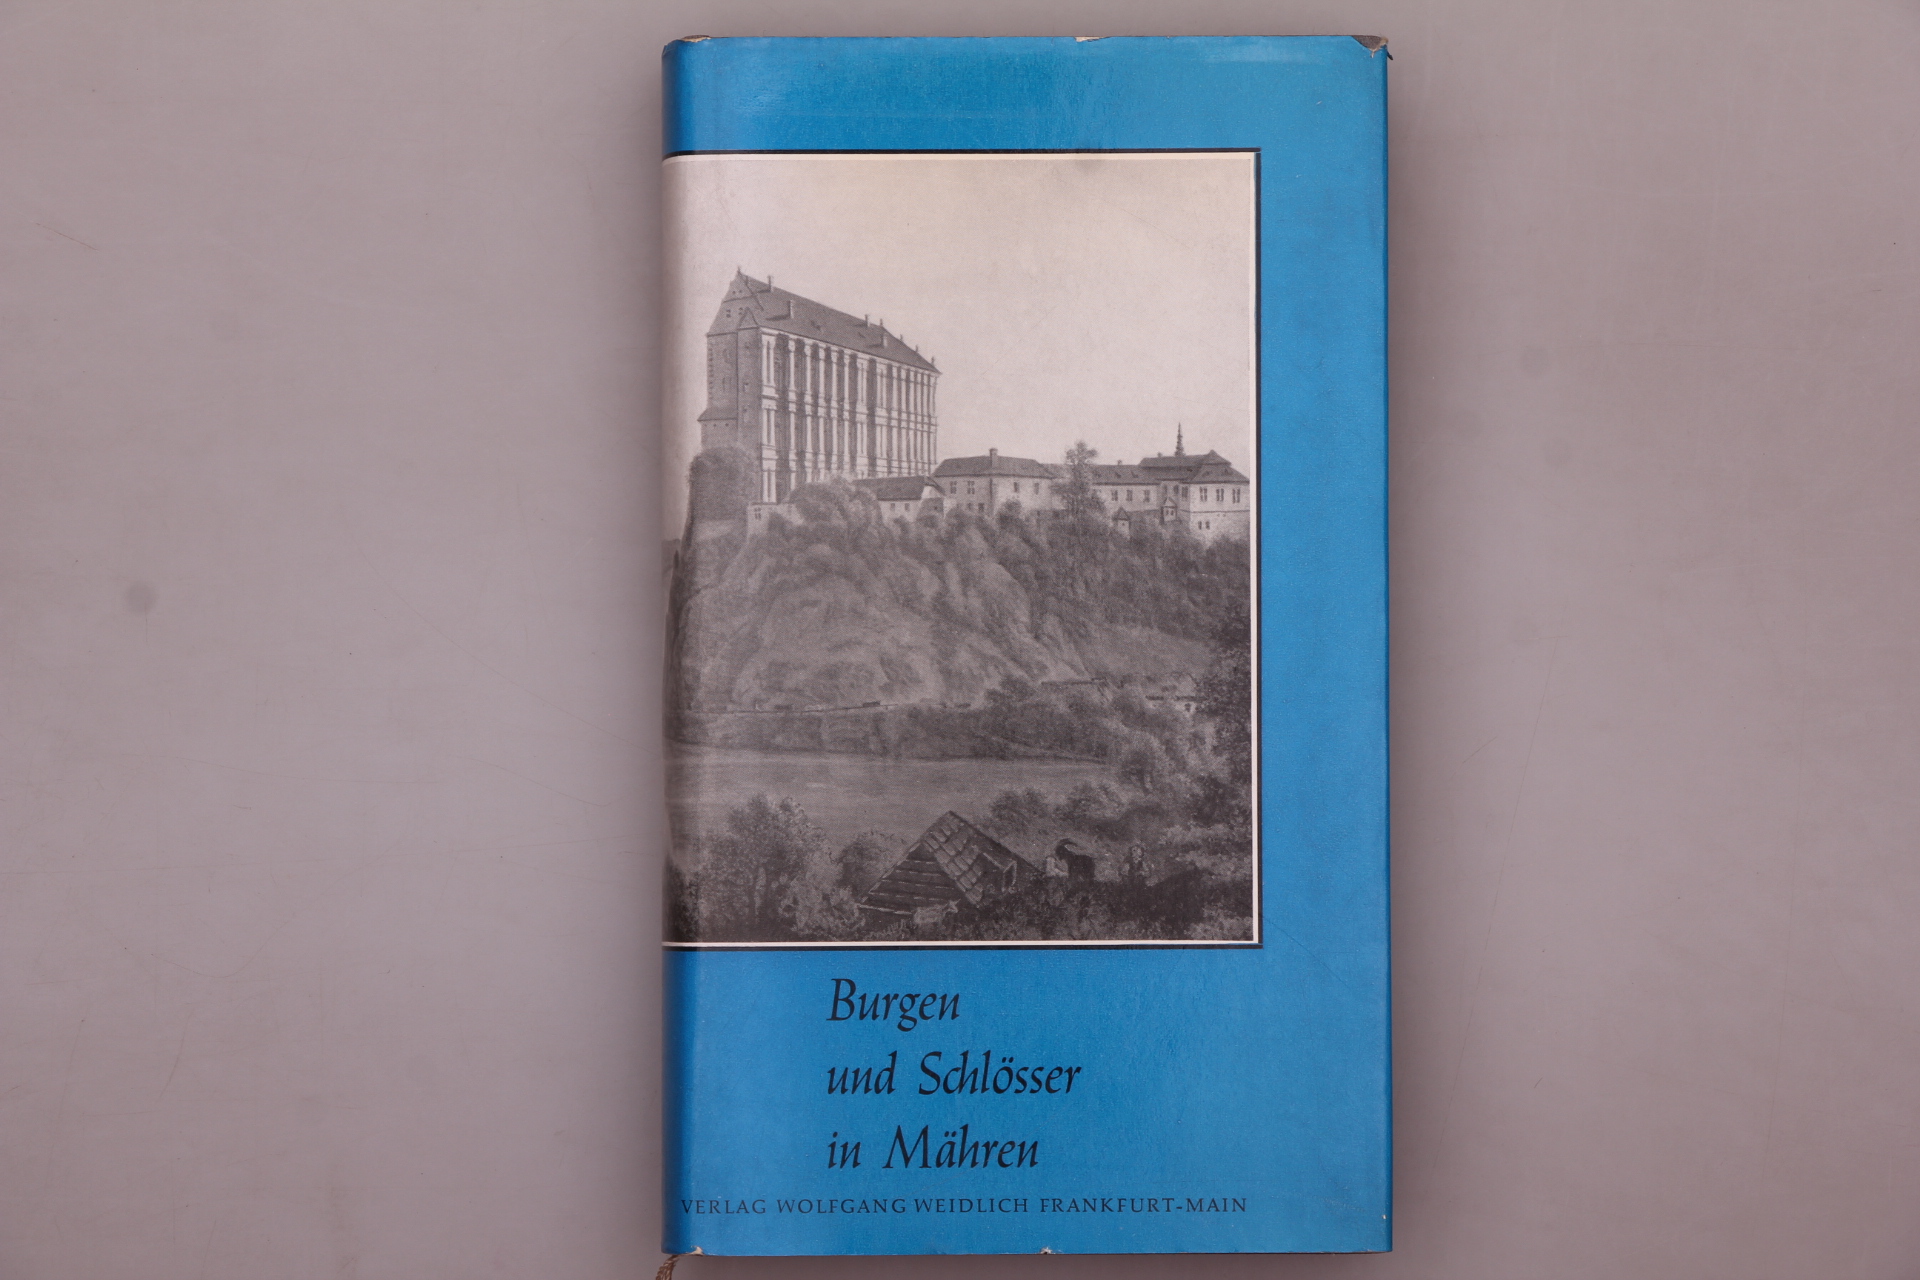 Burgen
und Schlösser
in Mähren
VERLAG WOLFGANG WEIDLICH FRANKFURT-MAIN